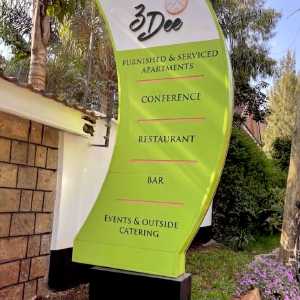 3Dee
FURNISHED & SERVICED
APARTMENTS
CONFERENCE
RESTAURANT
BAR
EVENTS & OUTSIDE
CATERING